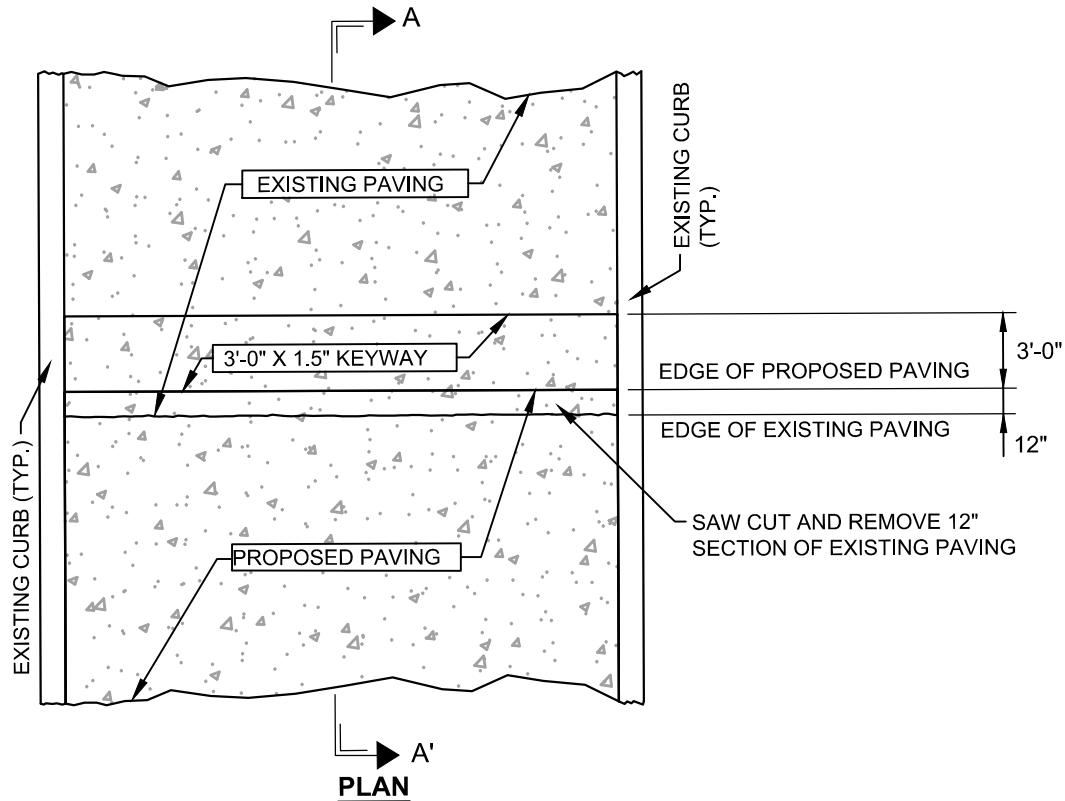 A
EXISTING CURB
(TYP.)
EXISTING PAVING
3'-0" X 1.5" KEYWAY
3'-0"
EDGE OF PROPOSED PAVING
EDGE OF EXISTING PAVING
12"
EXISTING CURB (TYP.)
SAW CUT AND REMOVE 12"
SECTION OF EXISTING PAVING
PROPOSED PAVING
A'
PLAN